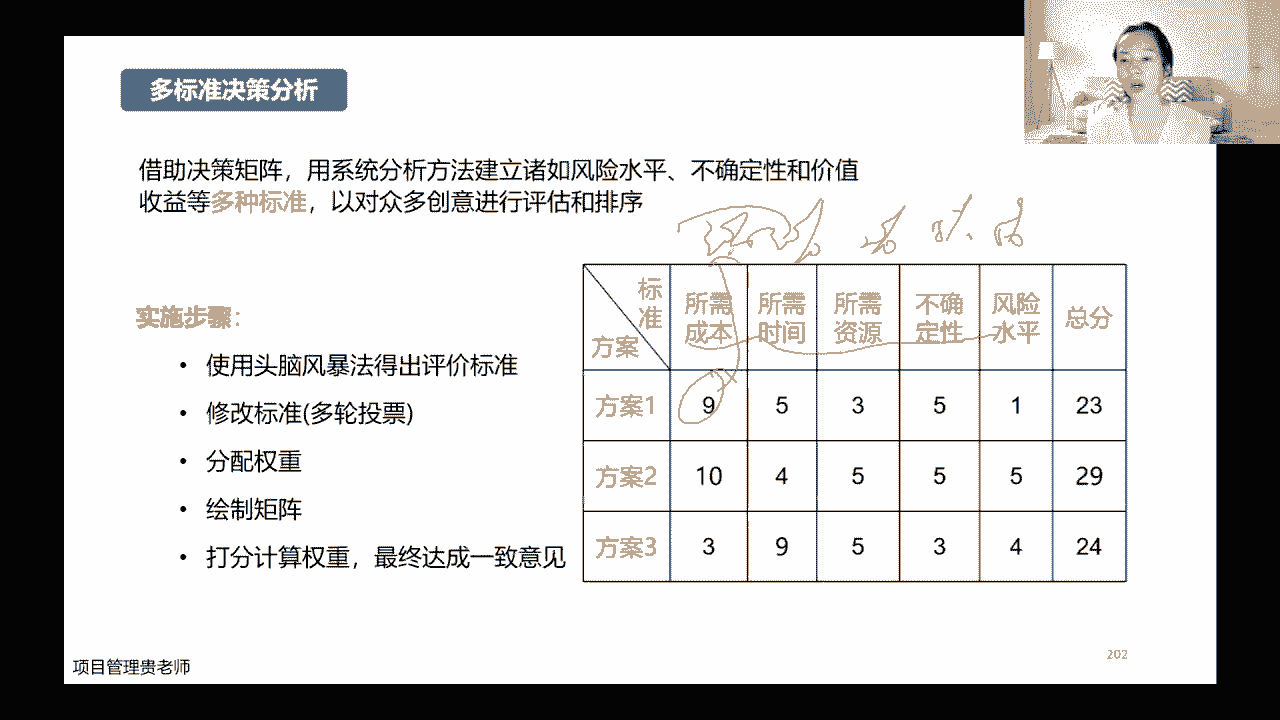 多标准决策分析
借助决策矩阵，用系统分析方法建立诸如风险水平、不确定性和价值
收益等多种标准，以对众多创意进行评估和排序
实施步骤：
• 使用头脑风暴法得出评价标准
• 修改标准(多轮投票)
• 分配权重
• 绘制矩阵
• 打分计算权重，最终达成一致意见
标准 方案 所需成本 所需时间 所需资源 不确定性 风险水平 总分
方案1 9 5 3 5 1 23
方案2 10 4 5 5 5 29
方案3 3 9 5 3 4 24
项目管理贵老师
202